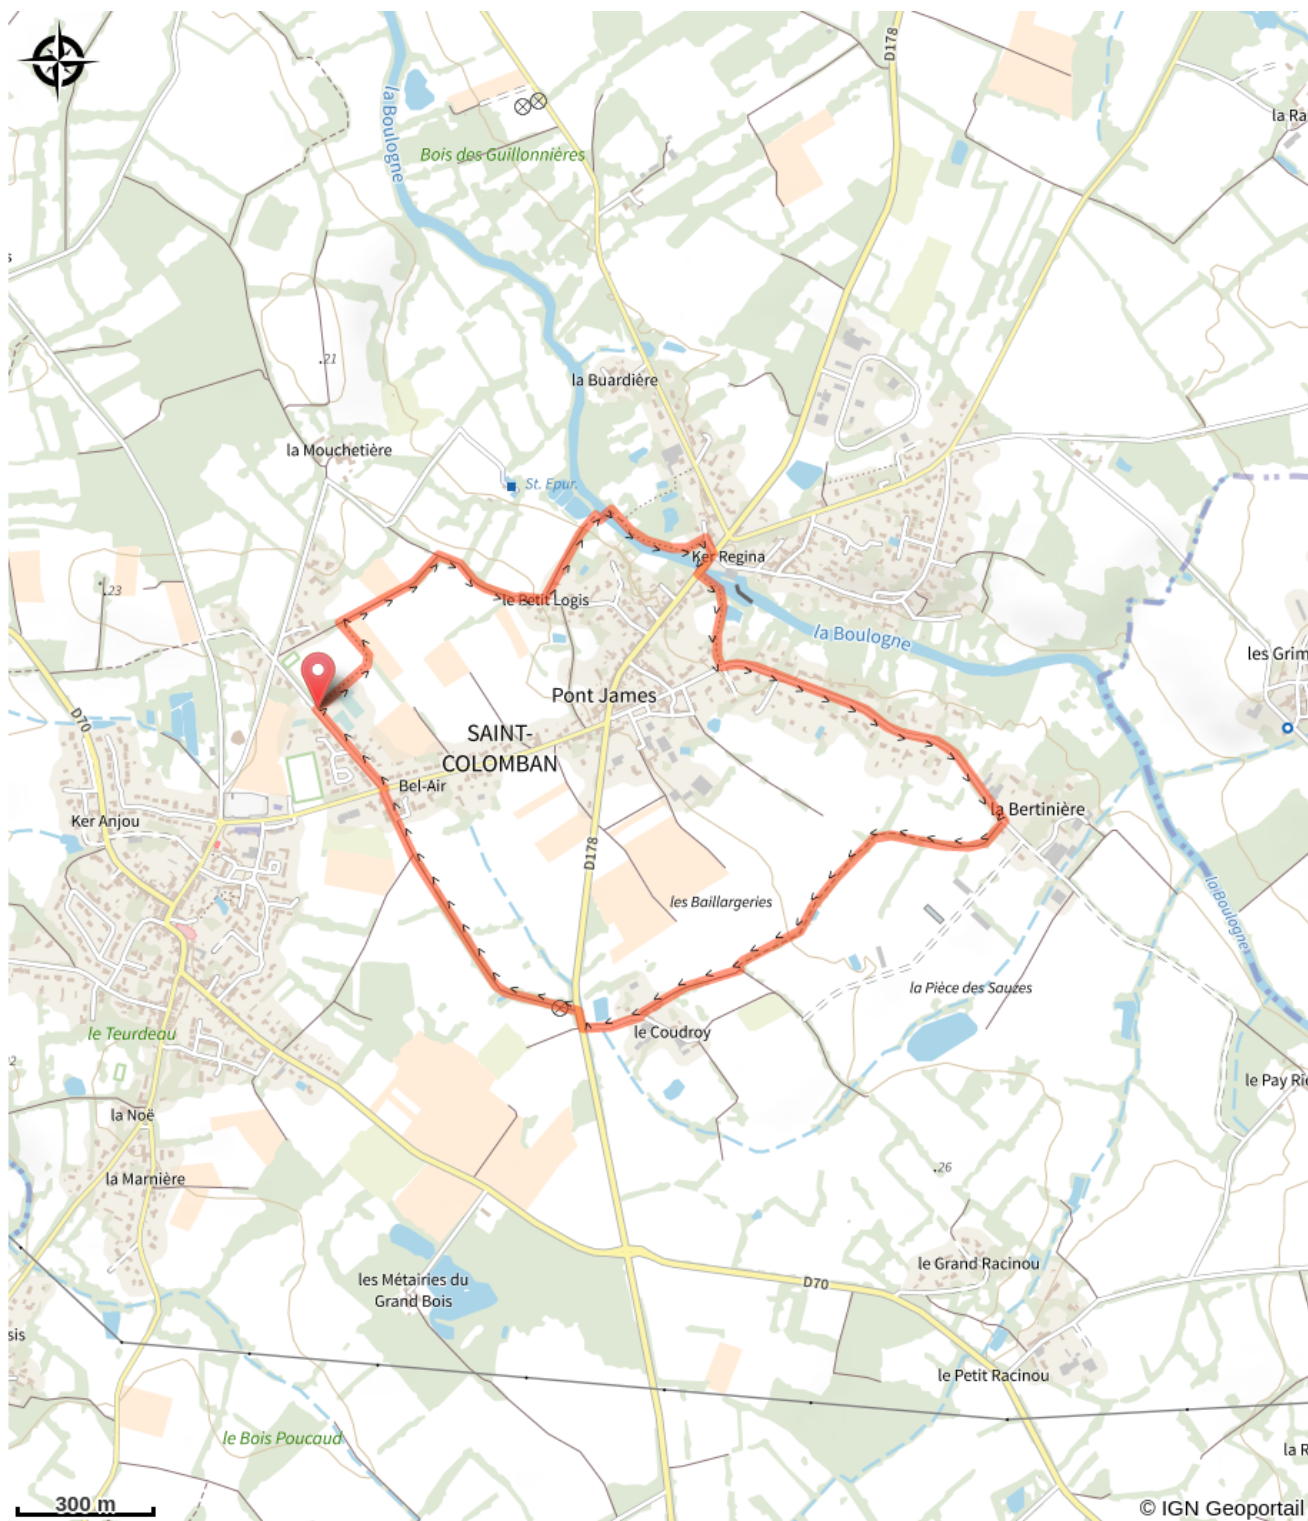 D178
la Boulogne
la Ra
Bois des Guillonnières
21
la Buardière
la Mouchetière
St. Epur.
Ker Regina
23
le Petit Logis
la Boulogne
les Grim
Pont James
D70
SAINT-
COLOMBAN
Bel-Air
la Bertinière
Ker Anjou
D178
les Baillargeries
la Boulogne
la Pièce des Sauzes
le Teurdeau
le Coudroy
2
le Pay Rio
la Noë
26
la Marnière
le Grand Racinou
les Métairies du
Grand Bois
D70
sis
le Petit Racinou
le Bois Poucaud
la R
300 m
© IGN Geoportail